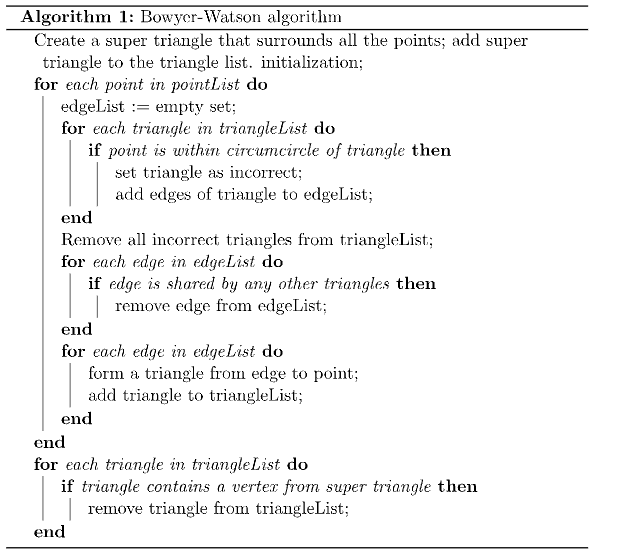 Algorithm 1: Bowyer-Watson algorithm
Create a super triangle that surrounds all the points; add super
triangle to the triangle list. initialization;
for each point in pointList do
edgeList := empty set;
for each triangle in triangleList do
if point is within circumcircle of triangle then
set triangle as incorrect;
add edges of triangle to edgeList;
end
Remove all incorrect triangles from triangleList;
for each edge in edgeList do
if edge is shared by any other triangles then
remove edge from edgeList;
end
for each edge in edgeList do
form a triangle from edge to point;
add triangle to triangleList;
end
end
for each triangle in triangleList do
if triangle contains a vertex from super triangle then
remove triangle from triangleList;
end